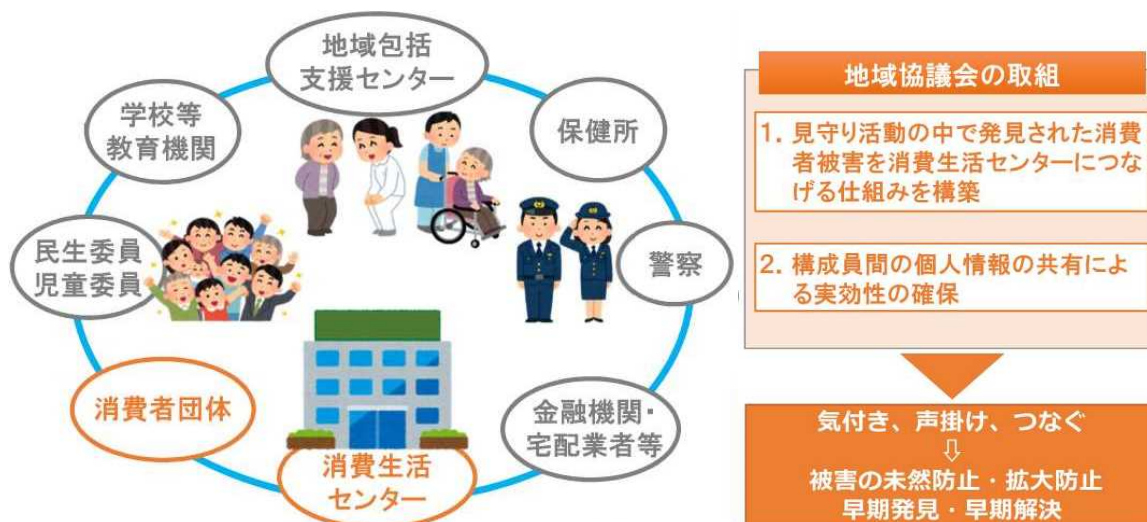 地域包括
支援センター
学校等
教育機関
保健所
民生委員
児童委員
警察
消費者団体
金融機関・
宅配業者等
消費生活
センター
地域協議会の取組
1. 見守り活動の中で発見された消費
者被害を消費生活センターにつな
げる仕組みを構築
2. 構成員間の個人情報の共有によ
る実効性の確保
気付き、声掛け、つなぐ
⇩
被害の未然防止・拡大防止
早期発見・早期解決